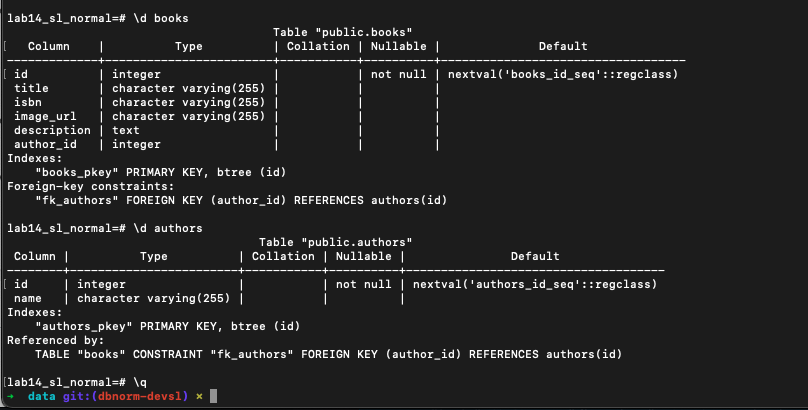 lab14_sl_normal=# \d books
                                      Table "public.books"
   Column    |          Type          | Collation | Nullable |              Default
-------------+------------------------+-----------+----------+-----------------------------------
 id          | integer                |           | not null | nextval('books_id_seq'::regclass)
 title       | character varying(255) |           |          |
 isbn        | character varying(255) |           |          |
 image_url   | character varying(255) |           |          |
 description | text                   |           |          |
 author_id   | integer                |           |          |
Indexes:
    "books_pkey" PRIMARY KEY, btree (id)
Foreign-key constraints:
    "fk_authors" FOREIGN KEY (author_id) REFERENCES authors(id)
lab14_sl_normal=# \d authors
                                    Table "public.authors"
 Column |          Type          | Collation | Nullable |               Default
--------+------------------------+-----------+----------+-------------------------------------
 id     | integer                |           | not null | nextval('authors_id_seq'::regclass)
 name   | character varying(255) |           |          |
Indexes:
    "authors_pkey" PRIMARY KEY, btree (id)
Referenced by:
    TABLE "books" CONSTRAINT "fk_authors" FOREIGN KEY (author_id) REFERENCES authors(id)
lab14_sl_normal=# \q
➜  data git:(dbnorm-devsl) ✗